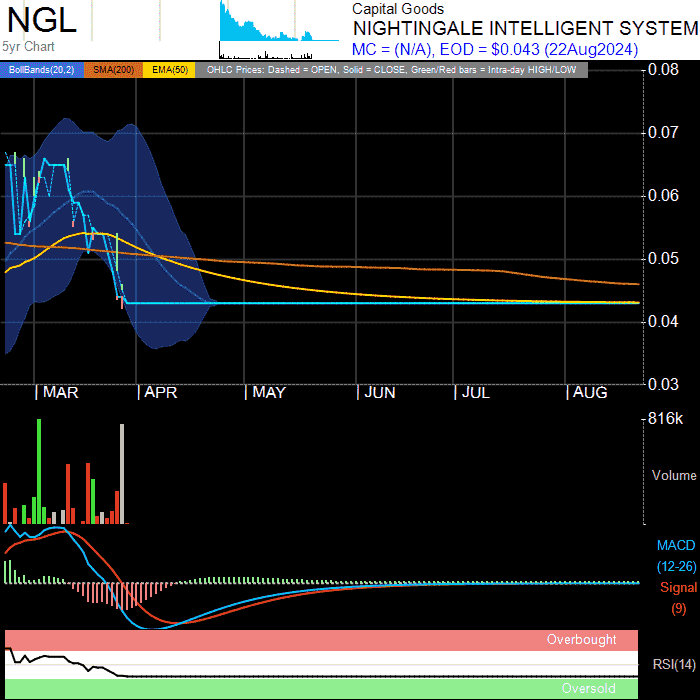 NGL
5yr Chart
Capital Goods
NIGHTINGALE INTELLIGENT SYSTEM
MC = (N/A), EOD = $0.043 (22Aug2024)
BollBands(20,2) SMA(200) EMA(50) OHLC Prices: Dashed = OPEN, Solid = CLOSE, Green/Red bars = Intra-day HIGH/LOW
0.08
0.07
0.06
0.05
0.04
0.03
MAR APR MAY JUN JUL AUG
816k
Volume
MACD
(12-26)
Signal
(9)
Overbought
RSI(14)
Oversold